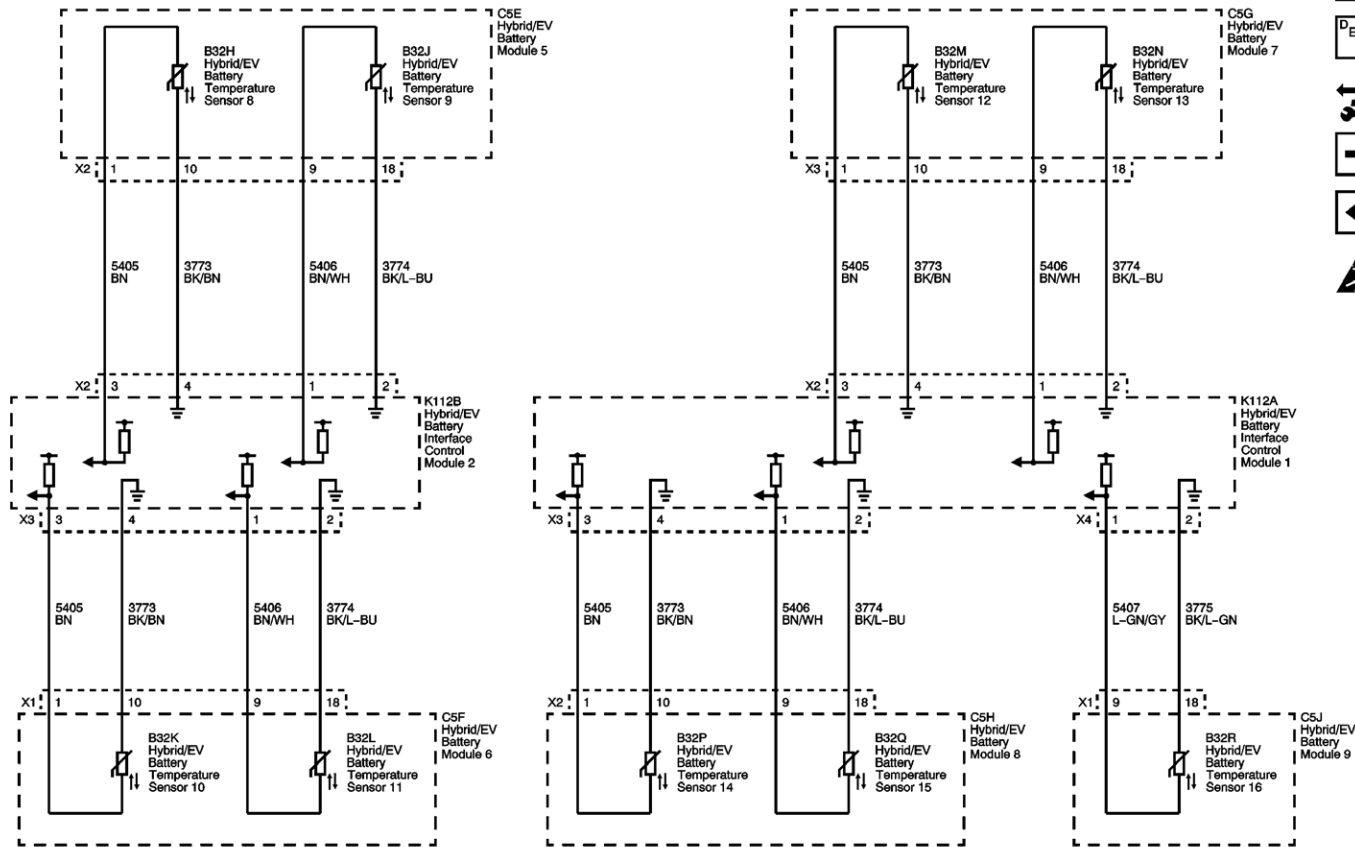 C5E
Hybrid/EV
Battery
Module 5
B32H
Hybrid/EV
Battery
Temperature
Sensor 8
B32J
Hybrid/EV
Battery
Temperature
Sensor 9
X2 1 10 9 18
5405
BN
3773
BK/BN
5406
BN/WH
3774
BK/L-BU
X2 3 4 1 2
K112B
Hybrid/EV
Battery
Interface
Control
Module 2
X3 3 4 1 2
5405
BN
3773
BK/BN
5406
BN/WH
3774
BK/L-BU
X1 1 10 9 18
C5F
Hybrid/EV
Battery
Module 6
B32K
Hybrid/EV
Battery
Temperature
Sensor 10
B32L
Hybrid/EV
Battery
Temperature
Sensor 11
C5G
Hybrid/EV
Battery
Module 7
B32M
Hybrid/EV
Battery
Temperature
Sensor 12
B32N
Hybrid/EV
Battery
Temperature
Sensor 13
X3 1 10 9 18
5405
BN
3773
BK/BN
5406
BN/WH
3774
BK/L-BU
X2 3 4 1 2
K112A
Hybrid/EV
Battery
Interface
Control
Module 1
X3 3 4 1 2
X4 1 2
5405
BN
3773
BK/BN
5406
BN/WH
3774
BK/L-BU
5407
L-GN/GY
3775
BK/L-GN
X2 1 10 9 18
C5H
Hybrid/EV
Battery
Module 8
B32P
Hybrid/EV
Battery
Temperature
Sensor 14
B32Q
Hybrid/EV
Battery
Temperature
Sensor 15
X1 9 18
C5J
Hybrid/EV
Battery
Module 9
B32R
Hybrid/EV
Battery
Temperature
Sensor 16